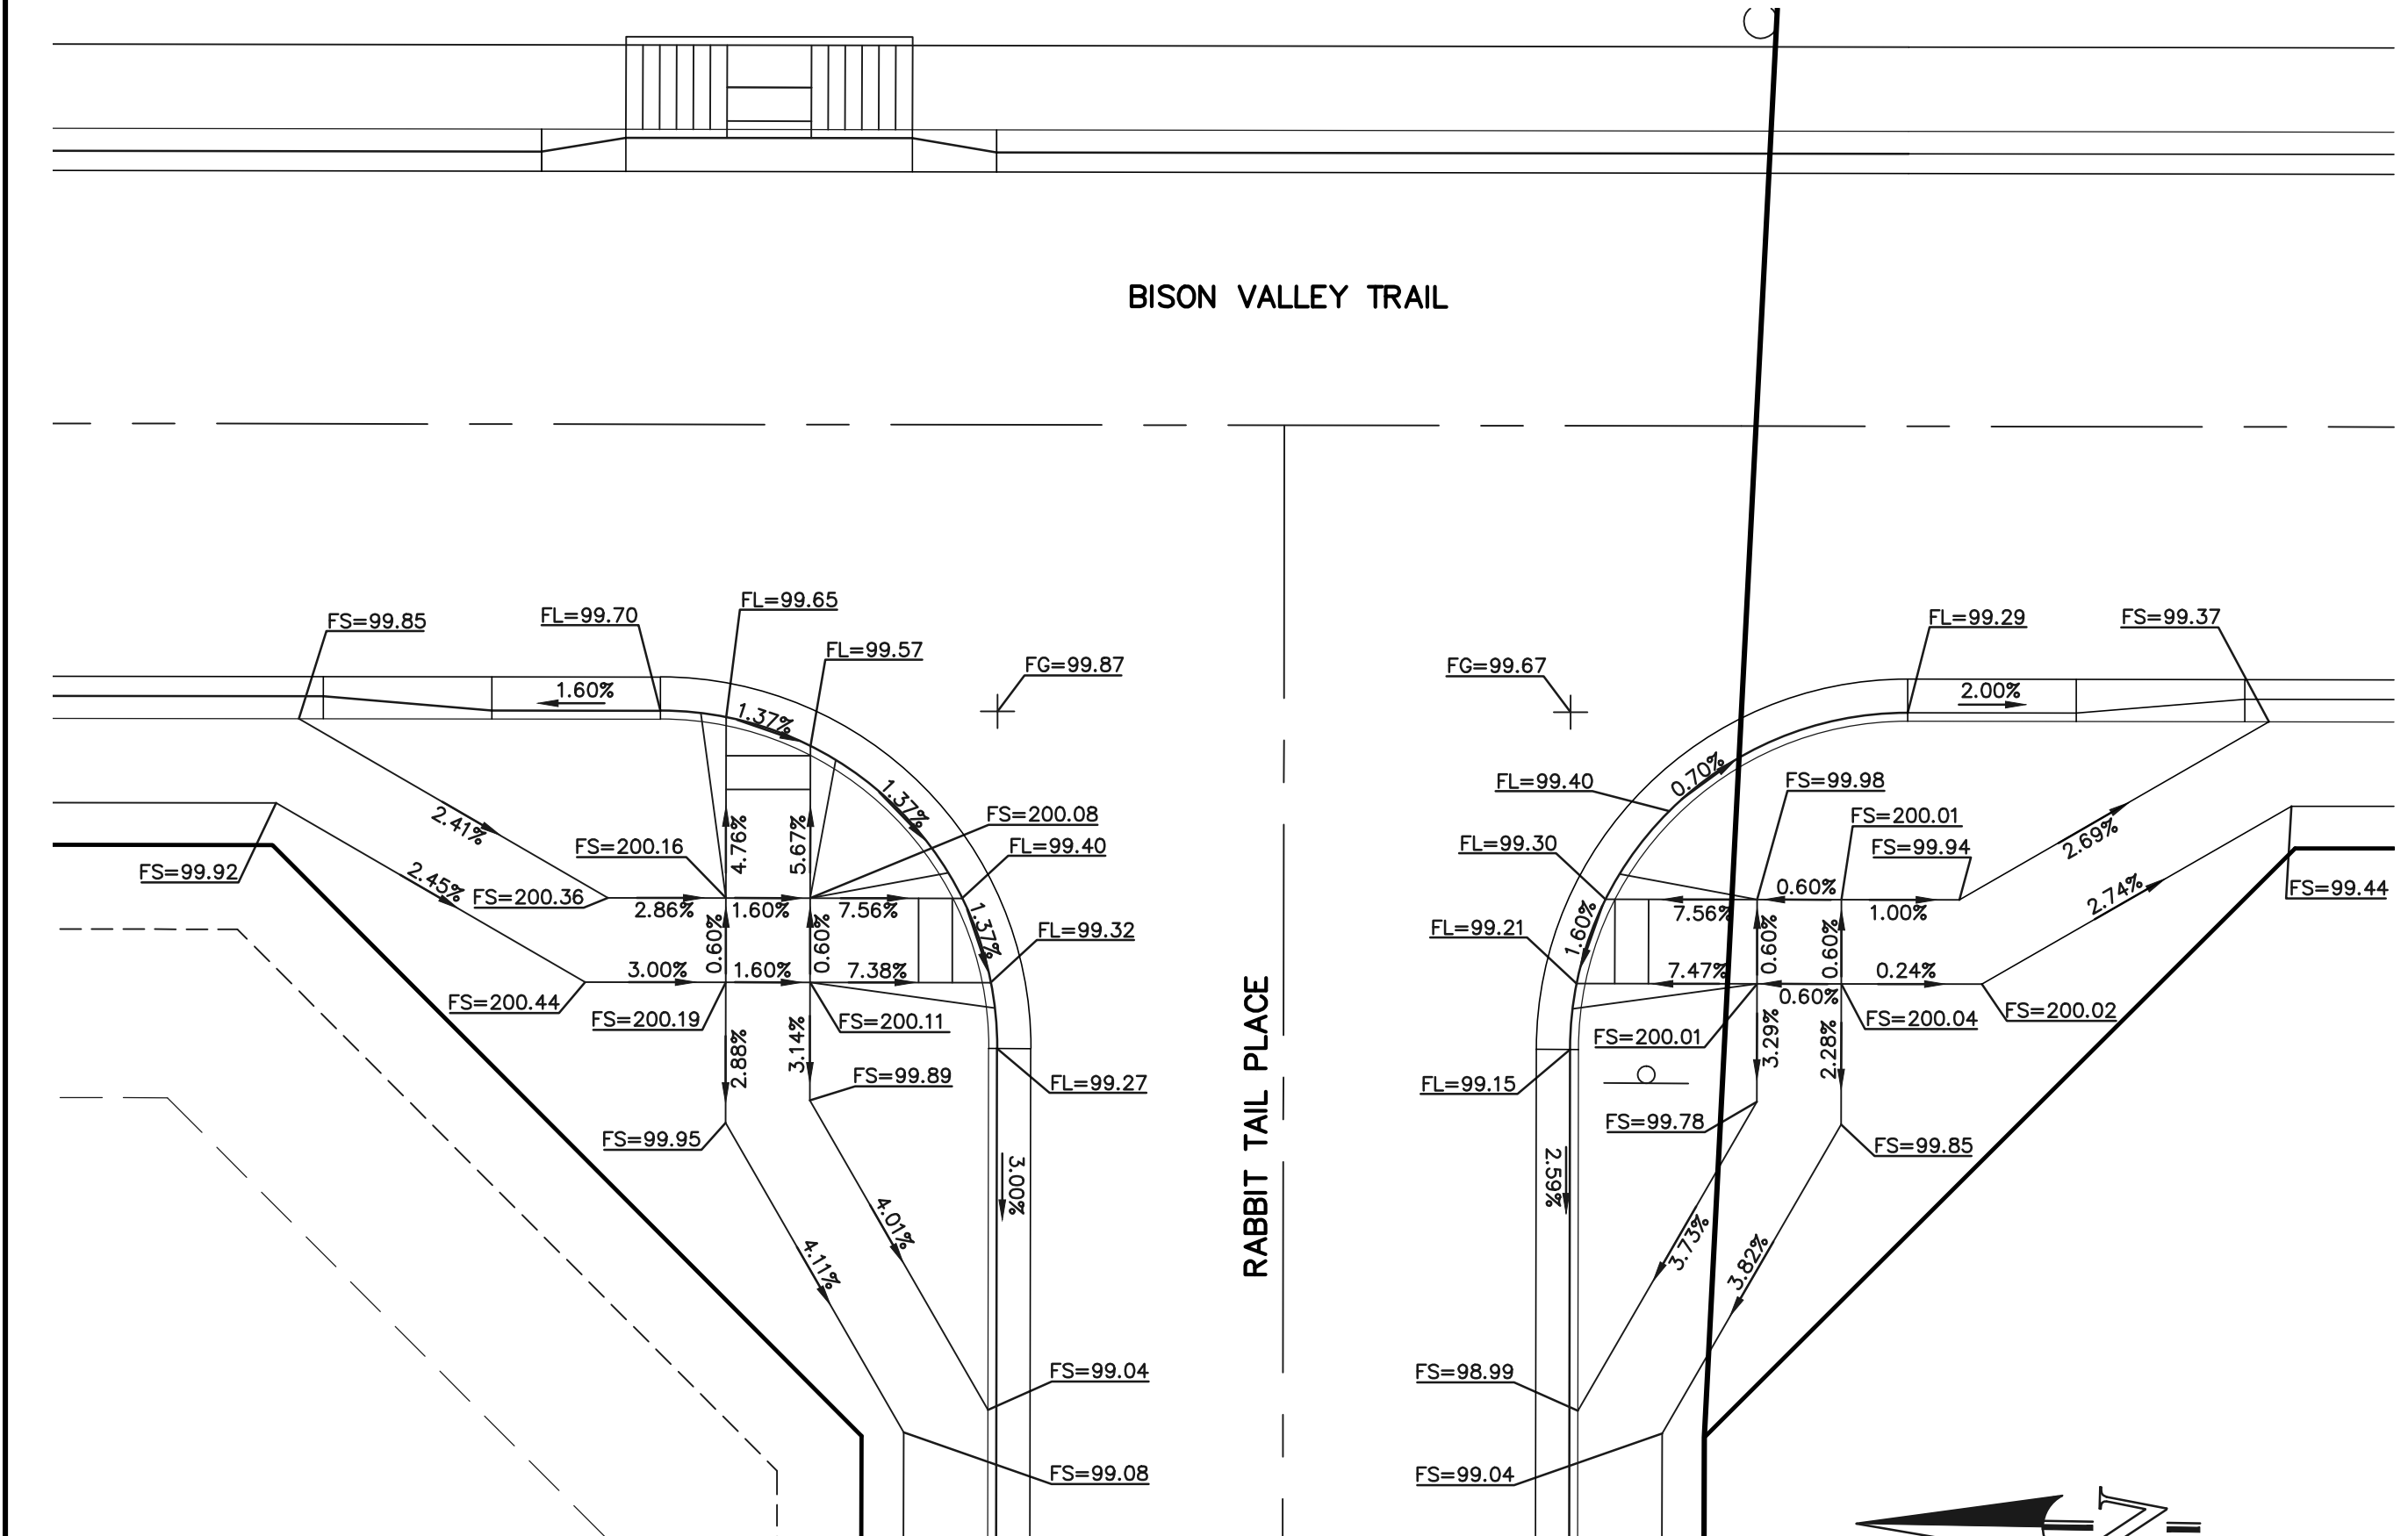 BISON VALLEY TRAIL
FL=99.65
FS=99.85
FL=99.70
FL=99.57
FG=99.87
FG=99.67
FL=99.29
FS=99.37
1.60%
2.00%
1.37%
0.70%
FL=99.40
FS=99.98
1.37%
FS=200.08
FS=200.01
2.41%
4.76%
5.67%
FS=200.16
FL=99.40
FL=99.30
FS=99.94
2.69%
FS=99.92
2.45%
FS=200.36
2.86%
1.60%
7.56%
1.37%
1.60%
7.56%
0.60%
1.00%
2.74%
FS=99.44
0.60%
0.60%
FL=99.32
FL=99.21
0.60%
0.60%
3.00%
1.60%
7.38%
7.47%
0.60%
0.24%
FS=200.44
FS=200.19
FS=200.11
FS=200.01
FS=200.04
FS=200.02
2.88%
3.14%
3.29%
2.28%
FS=99.89
FL=99.27
FL=99.15
FS=99.95
FS=99.78
FS=99.85
RABBIT TAIL PLACE
3.00%
2.59%
4.01%
4.11%
3.73%
3.82%
FS=99.04
FS=98.99
FS=99.08
FS=99.04